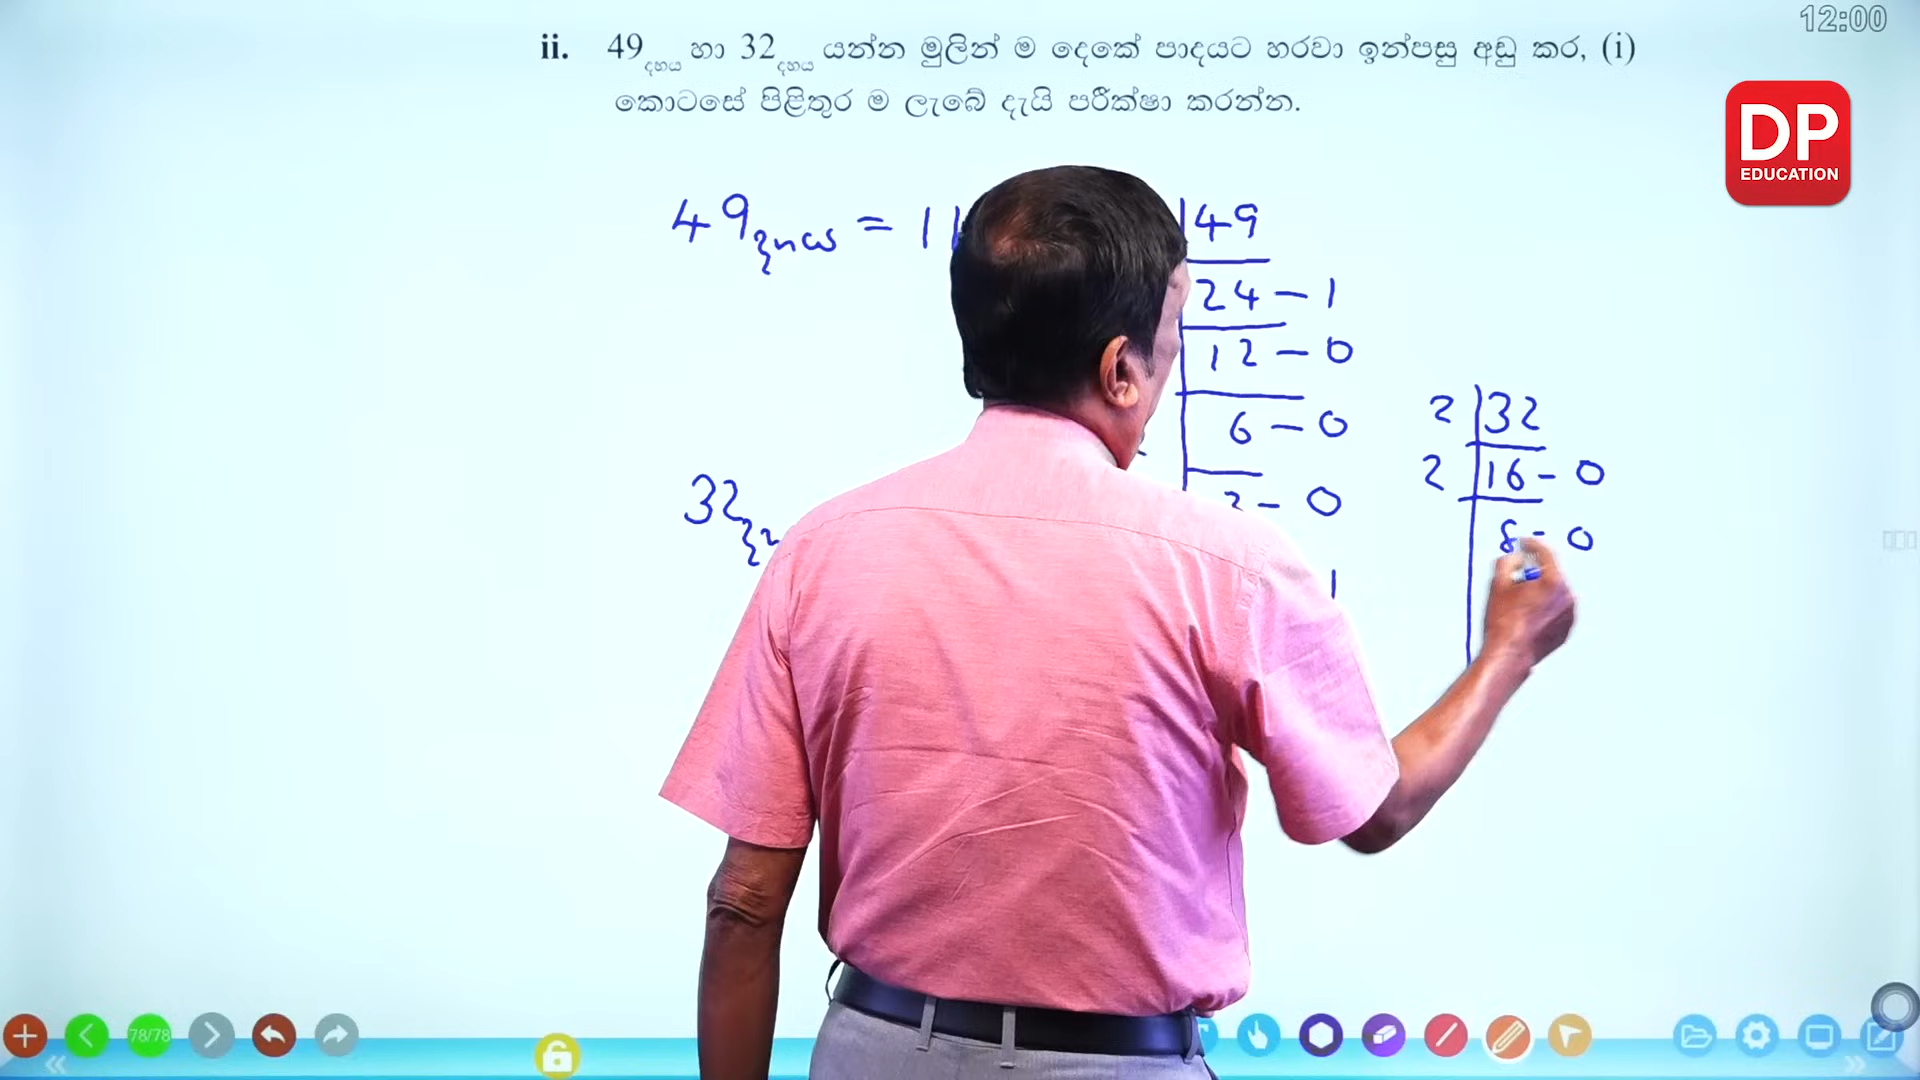 12:00
ii. 49දහය හා 32දහය යන්න මුලින් ම දෙකේ පාදයට හරවා ඉන්පසු අඩු කර, (i)
කොටසේ පිළිතුර ම ලැබේ දැයි පරීක්ෂා කරන්න.
DP
EDUCATION
49දහය = 11
49
24 – 1
12 – 0
6 – 0
– 0
1
32
2 32
2 16 – 0
8 – 0
78/78